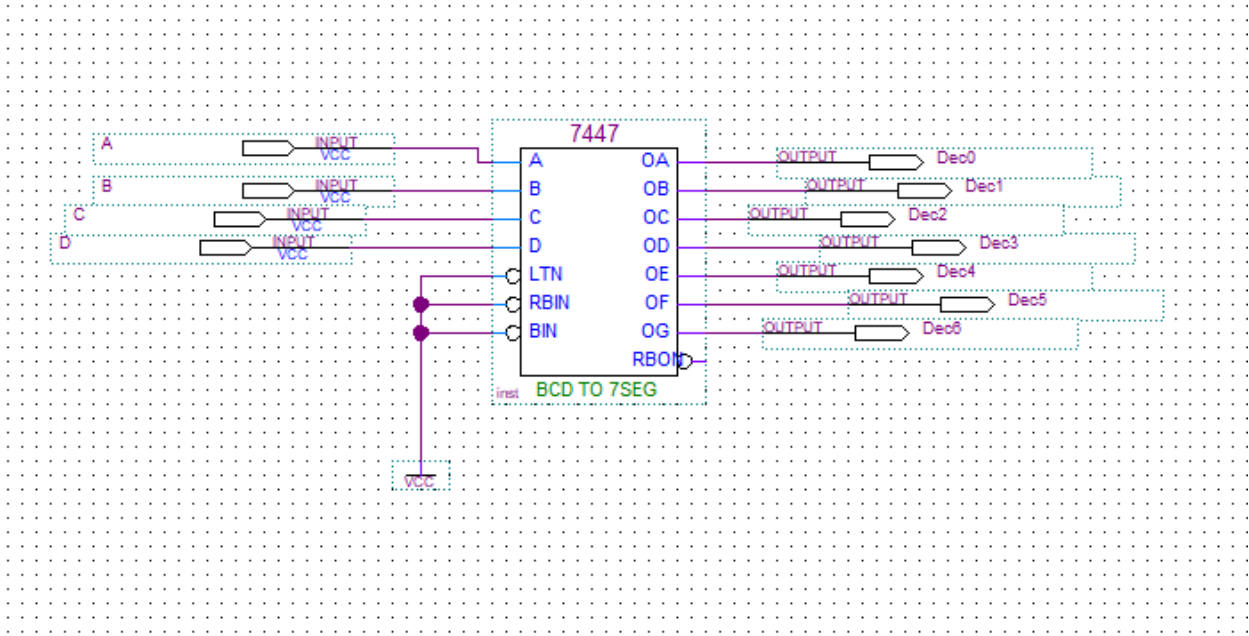 7447
A INPUT VCC A OA OUTPUT Dec0
B INPUT VCC B OB OUTPUT Dec1
C INPUT VCC C OC OUTPUT Dec2
D INPUT VCC D OD OUTPUT Dec3
LTN OE OUTPUT Dec4
RBIN OF OUTPUT Dec5
BIN OG OUTPUT Dec6
RBON
inst BCD TO 7SEG
VCC